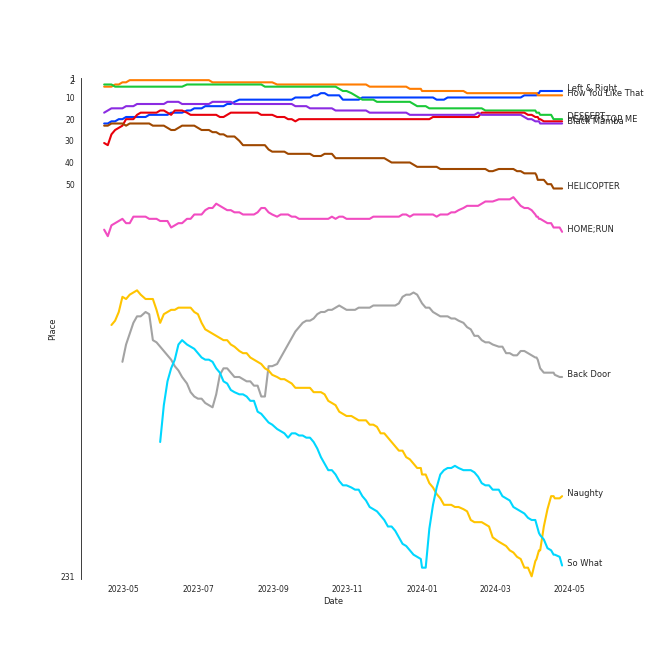 1
2
10
20
30
40
50
231
Place
Left & Right
How You Like That
Black Mamba
HELICOPTER
HOME;RUN
Back Door
Naughty
So What
2023-05
2023-07
2023-09
2023-11
2024-01
2024-03
2024-05
Date